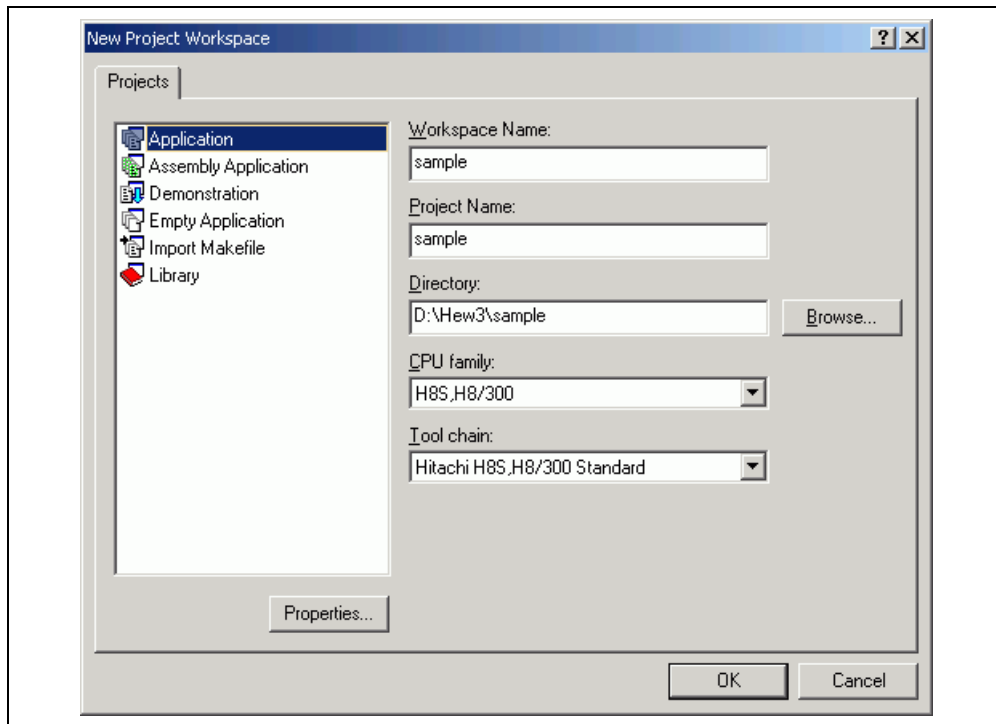 New Project Workspace
Projects
Application
Assembly Application
Demonstration
Empty Application
Import Makefile
Library
Properties...
Workspace Name:
sample
Project Name:
sample
Directory:
D:\Hew3\sample
Browse...
CPU family:
H8S,H8/300
Tool chain:
Hitachi H8S,H8/300 Standard
OK
Cancel